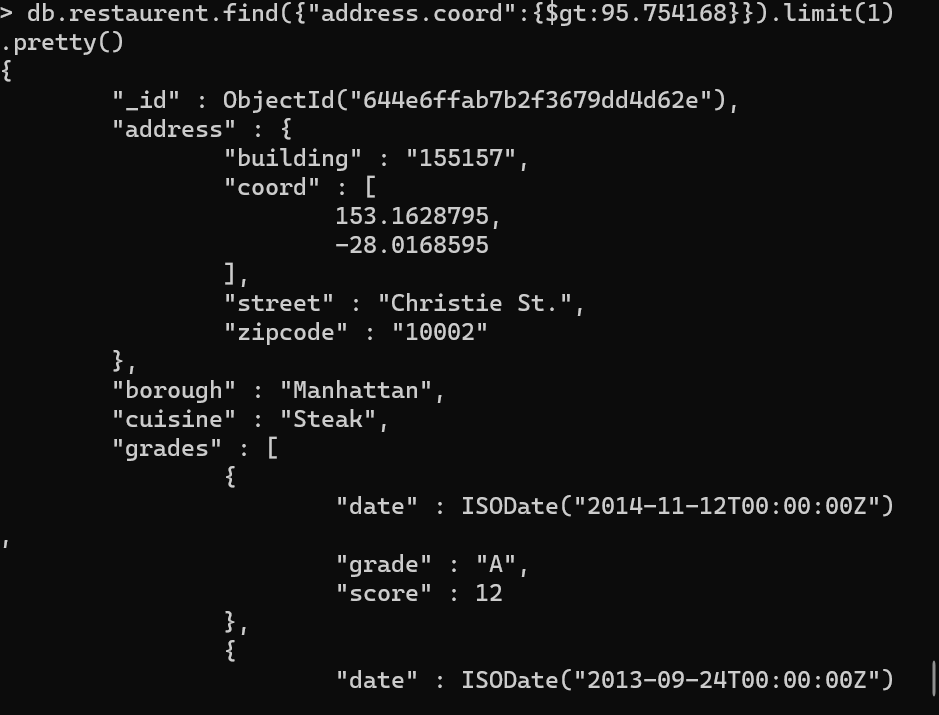 > db.restaurent.find({"address.coord":{$gt:95.754168}}).limit(1)
.pretty()
{
        "_id" : ObjectId("644e6ffab7b2f3679dd4d62e"),
        "address" : {
                "building" : "155157",
                "coord" : [
                        153.1628795,
                        -28.0168595
                ],
                "street" : "Christie St.",
                "zipcode" : "10002"
        },
        "borough" : "Manhattan",
        "cuisine" : "Steak",
        "grades" : [
                {
                        "date" : ISODate("2014-11-12T00:00:00Z")
,
                        "grade" : "A",
                        "score" : 12
                },
                {
                        "date" : ISODate("2013-09-24T00:00:00Z")